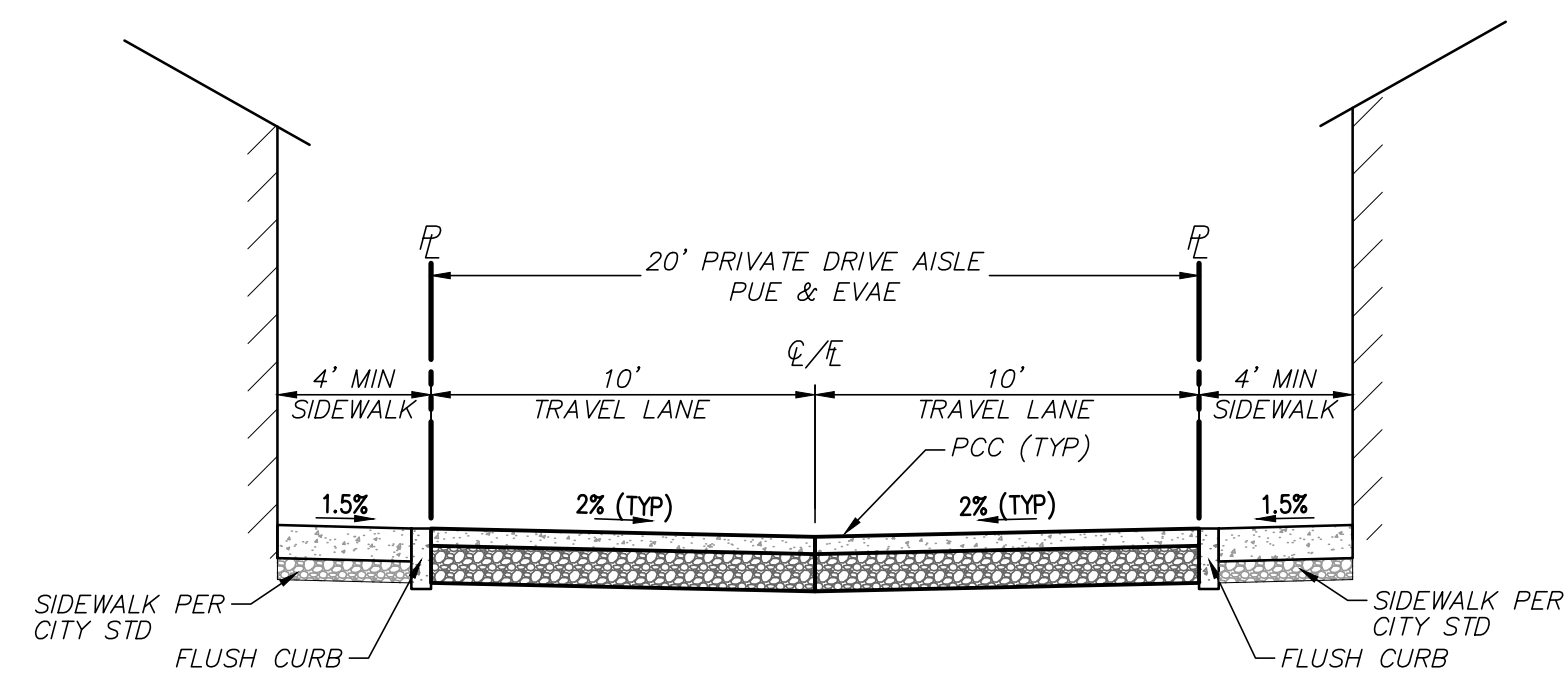 PL
PL
20' PRIVATE DRIVE AISLE
PUE & EVAE
CL/FL
4' MIN
SIDEWALK
10'
TRAVEL LANE
10'
TRAVEL LANE
4' MIN
SIDEWALK
PCC (TYP)
1.5%
2% (TYP)
2% (TYP)
1.5%
SIDEWALK PER
CITY STD
FLUSH CURB
SIDEWALK PER
CITY STD
FLUSH CURB